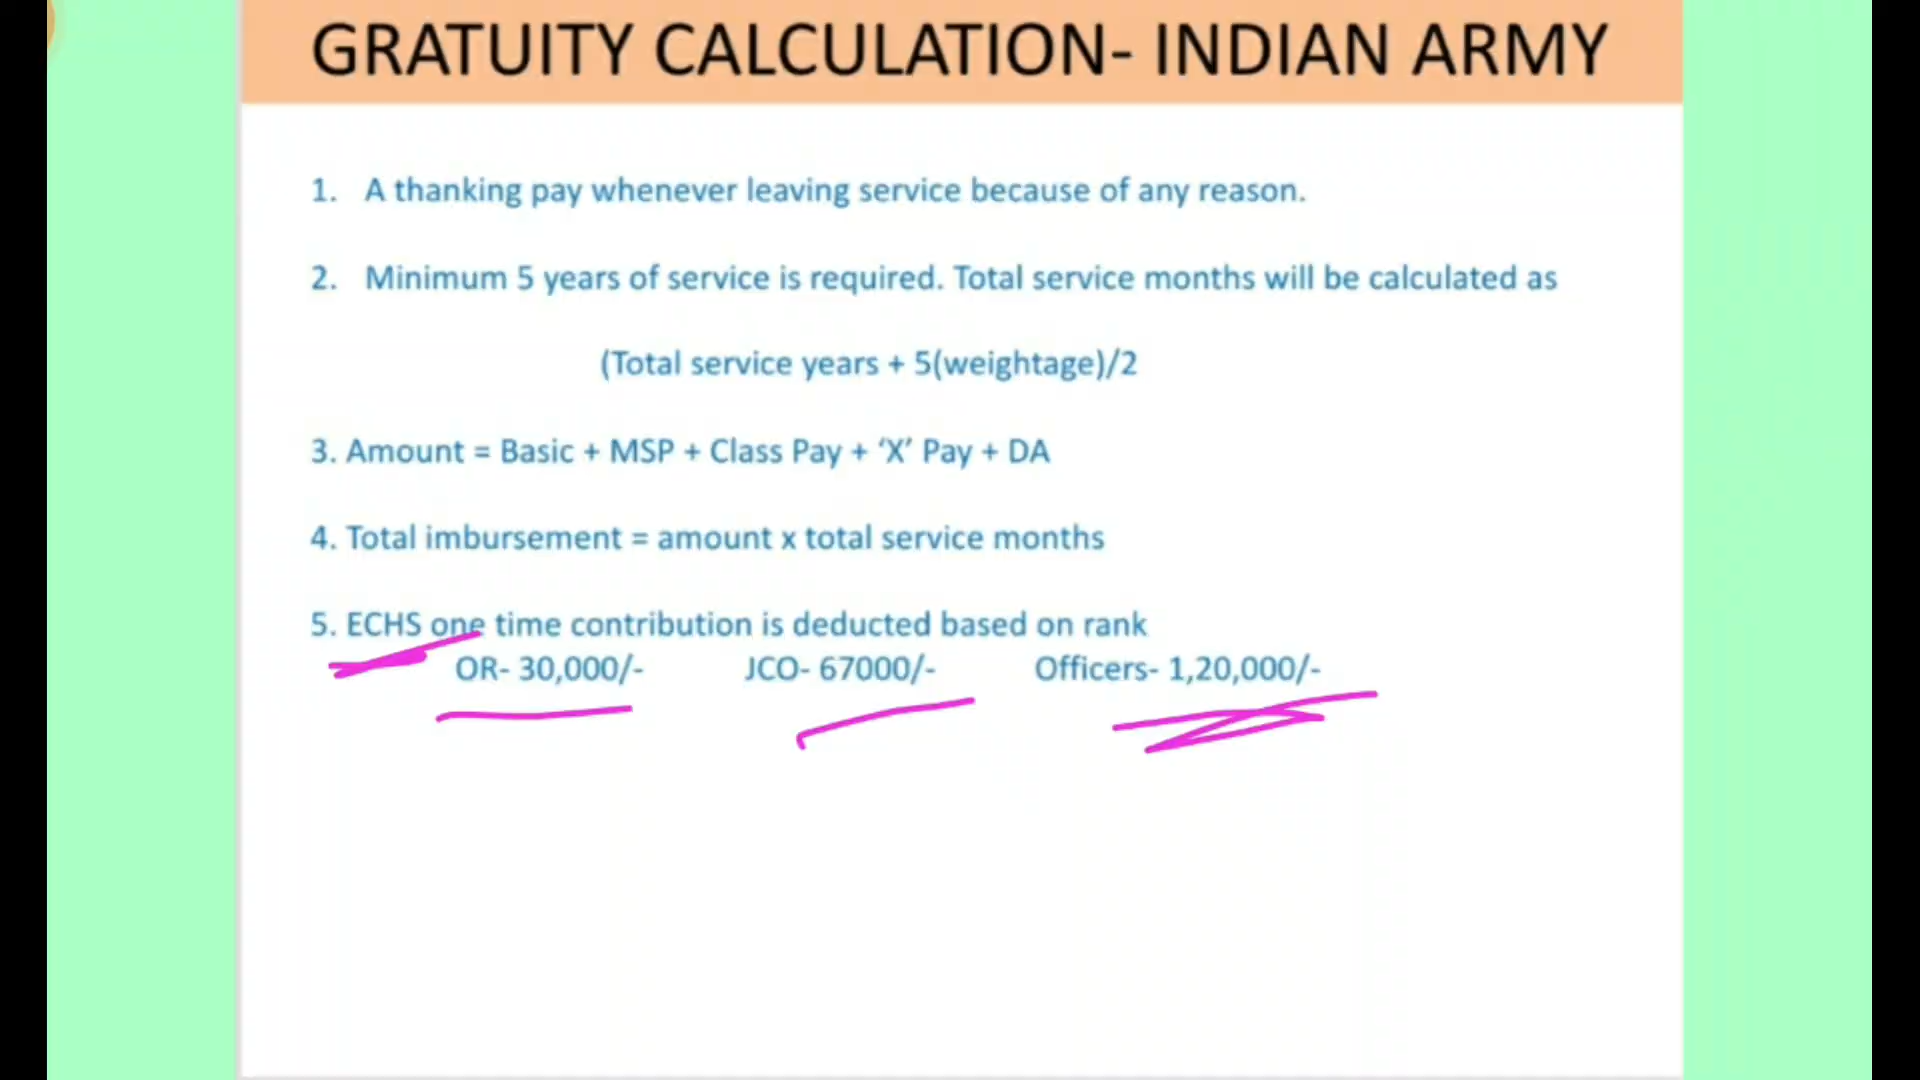 GRATUITY CALCULATION- INDIAN ARMY
1. A thanking pay whenever leaving service because of any reason.
2. Minimum 5 years of service is required. Total service months will be calculated as
(Total service years + 5(weightage)/2
3. Amount = Basic + MSP + Class Pay + ‘X’ Pay + DA
4. Total imbursement = amount x total service months
5. ECHS one time contribution is deducted based on rank
OR- 30,000/- JCO- 67000/- Officers- 1,20,000/-